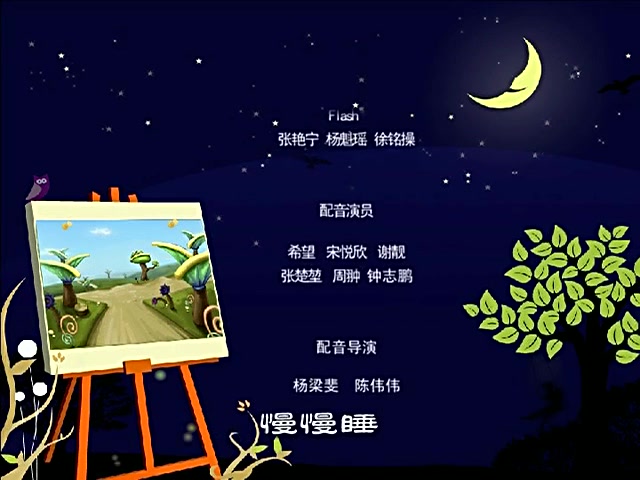 Flash
张艳宁 杨魁瑶 徐铭操
配音演员
希望 宋悦欣 谢靓
张楚堃 周翀 钟志鹏
配音导演
杨梁斐 陈伟伟
慢慢睡